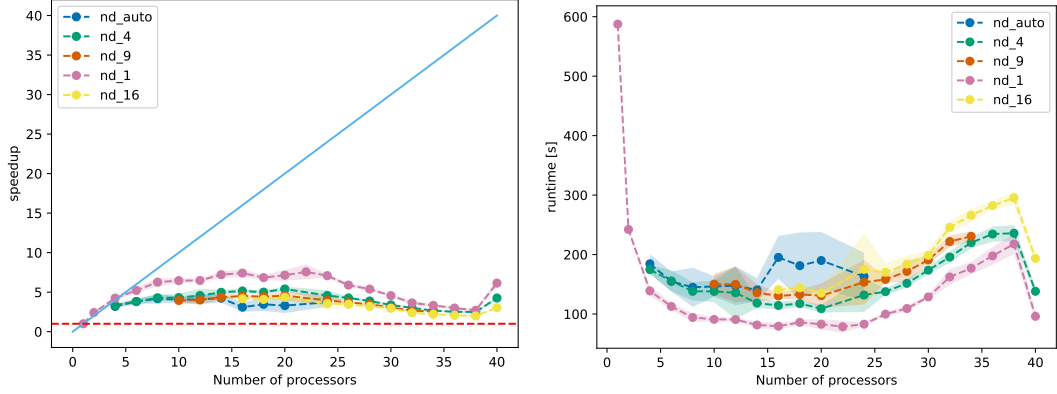 40
35
30
25
20
15
10
5
0
speedup
nd_auto
nd_4
nd_9
nd_1
nd_16
0 5 10 15 20 25 30 35 40
Number of processors
600
500
400
300
200
100
runtime [s]
nd_auto
nd_4
nd_9
nd_1
nd_16
0 5 10 15 20 25 30 35 40
Number of processors